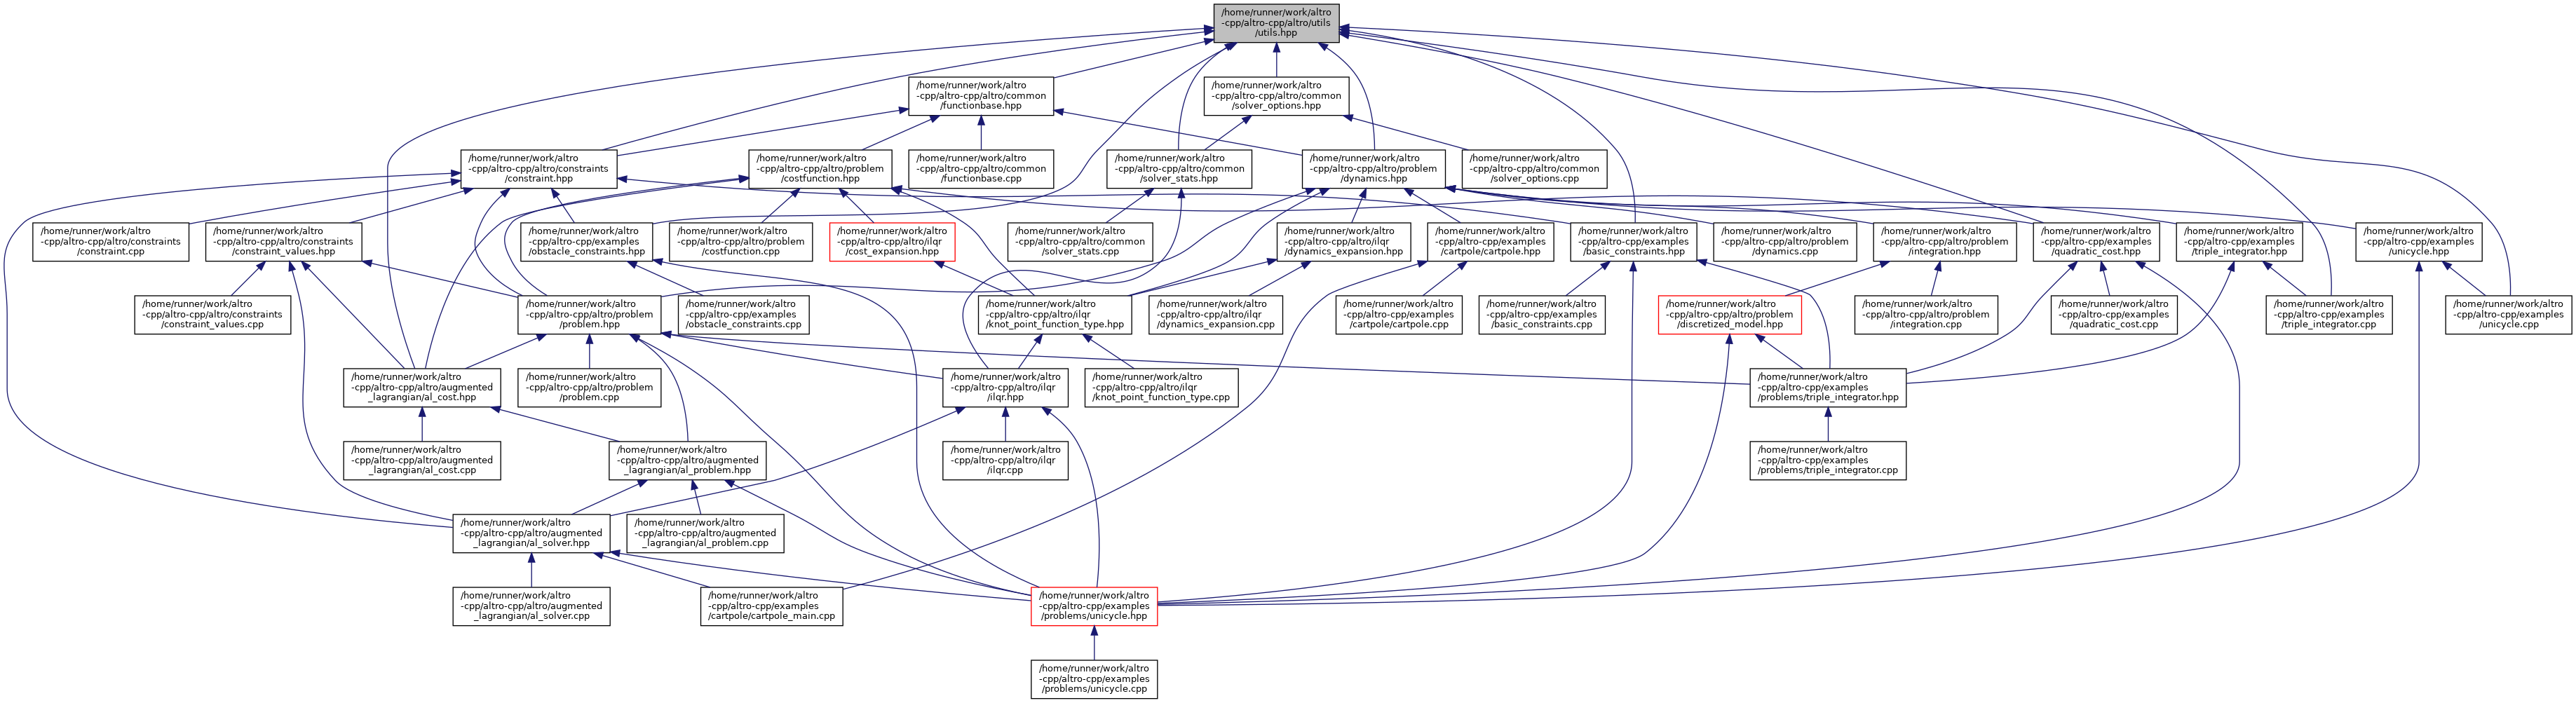 /home/runner/work/altro
-cpp/altro-cpp/altro/utils
/utils.hpp
/home/runner/work/altro
-cpp/altro-cpp/altro/common
/functionbase.hpp
/home/runner/work/altro
-cpp/altro-cpp/altro/common
/solver_options.hpp
/home/runner/work/altro
-cpp/altro-cpp/altro/constraints
/constraint.hpp
/home/runner/work/altro
-cpp/altro-cpp/altro/problem
/costfunction.hpp
/home/runner/work/altro
-cpp/altro-cpp/altro/common
/functionbase.cpp
/home/runner/work/altro
-cpp/altro-cpp/altro/common
/solver_stats.hpp
/home/runner/work/altro
-cpp/altro-cpp/altro/problem
/dynamics.hpp
/home/runner/work/altro
-cpp/altro-cpp/altro/common
/solver_options.cpp
/home/runner/work/altro
-cpp/altro-cpp/altro/constraints
/constraint.cpp
/home/runner/work/altro
-cpp/altro-cpp/altro/constraints
/constraint_values.hpp
/home/runner/work/altro
-cpp/altro-cpp/examples
/obstacle_constraints.hpp
/home/runner/work/altro
-cpp/altro-cpp/altro/problem
/costfunction.cpp
/home/runner/work/altro
-cpp/altro-cpp/altro/ilqr
/cost_expansion.hpp
/home/runner/work/altro
-cpp/altro-cpp/altro/common
/solver_stats.cpp
/home/runner/work/altro
-cpp/altro-cpp/altro/ilqr
/dynamics_expansion.hpp
/home/runner/work/altro
-cpp/altro-cpp/examples
/cartpole/cartpole.hpp
/home/runner/work/altro
-cpp/altro-cpp/examples
/basic_constraints.hpp
/home/runner/work/altro
-cpp/altro-cpp/altro/problem
/dynamics.cpp
/home/runner/work/altro
-cpp/altro-cpp/altro/problem
/integration.hpp
/home/runner/work/altro
-cpp/altro-cpp/examples
/quadratic_cost.hpp
/home/runner/work/altro
-cpp/altro-cpp/examples
/triple_integrator.hpp
/home/runner/work/altro
-cpp/altro-cpp/examples
/unicycle.hpp
/home/runner/work/altro
-cpp/altro-cpp/altro/constraints
/constraint_values.cpp
/home/runner/work/altro
-cpp/altro-cpp/altro/problem
/problem.hpp
/home/runner/work/altro
-cpp/altro-cpp/examples
/obstacle_constraints.cpp
/home/runner/work/altro
-cpp/altro-cpp/altro/ilqr
/knot_point_function_type.hpp
/home/runner/work/altro
-cpp/altro-cpp/altro/ilqr
/dynamics_expansion.cpp
/home/runner/work/altro
-cpp/altro-cpp/examples
/cartpole/cartpole.cpp
/home/runner/work/altro
-cpp/altro-cpp/examples
/basic_constraints.cpp
/home/runner/work/altro
-cpp/altro-cpp/altro/problem
/discretized_model.hpp
/home/runner/work/altro
-cpp/altro-cpp/altro/problem
/integration.cpp
/home/runner/work/altro
-cpp/altro-cpp/examples
/quadratic_cost.cpp
/home/runner/work/altro
-cpp/altro-cpp/examples
/triple_integrator.cpp
/home/runner/work/altro
-cpp/altro-cpp/examples
/unicycle.cpp
/home/runner/work/altro
-cpp/altro-cpp/altro/augmented
_lagrangian/al_cost.hpp
/home/runner/work/altro
-cpp/altro-cpp/altro/problem
/problem.cpp
/home/runner/work/altro
-cpp/altro-cpp/altro/ilqr
/ilqr.hpp
/home/runner/work/altro
-cpp/altro-cpp/altro/ilqr
/knot_point_function_type.cpp
/home/runner/work/altro
-cpp/altro-cpp/examples
/problems/triple_integrator.hpp
/home/runner/work/altro
-cpp/altro-cpp/altro/augmented
_lagrangian/al_cost.cpp
/home/runner/work/altro
-cpp/altro-cpp/altro/augmented
_lagrangian/al_problem.hpp
/home/runner/work/altro
-cpp/altro-cpp/altro/ilqr
/ilqr.cpp
/home/runner/work/altro
-cpp/altro-cpp/examples
/problems/triple_integrator.cpp
/home/runner/work/altro
-cpp/altro-cpp/altro/augmented
_lagrangian/al_solver.hpp
/home/runner/work/altro
-cpp/altro-cpp/altro/augmented
_lagrangian/al_problem.cpp
/home/runner/work/altro
-cpp/altro-cpp/altro/augmented
_lagrangian/al_solver.cpp
/home/runner/work/altro
-cpp/altro-cpp/examples
/cartpole/cartpole_main.cpp
/home/runner/work/altro
-cpp/altro-cpp/examples
/problems/unicycle.hpp
/home/runner/work/altro
-cpp/altro-cpp/examples
/problems/unicycle.cpp